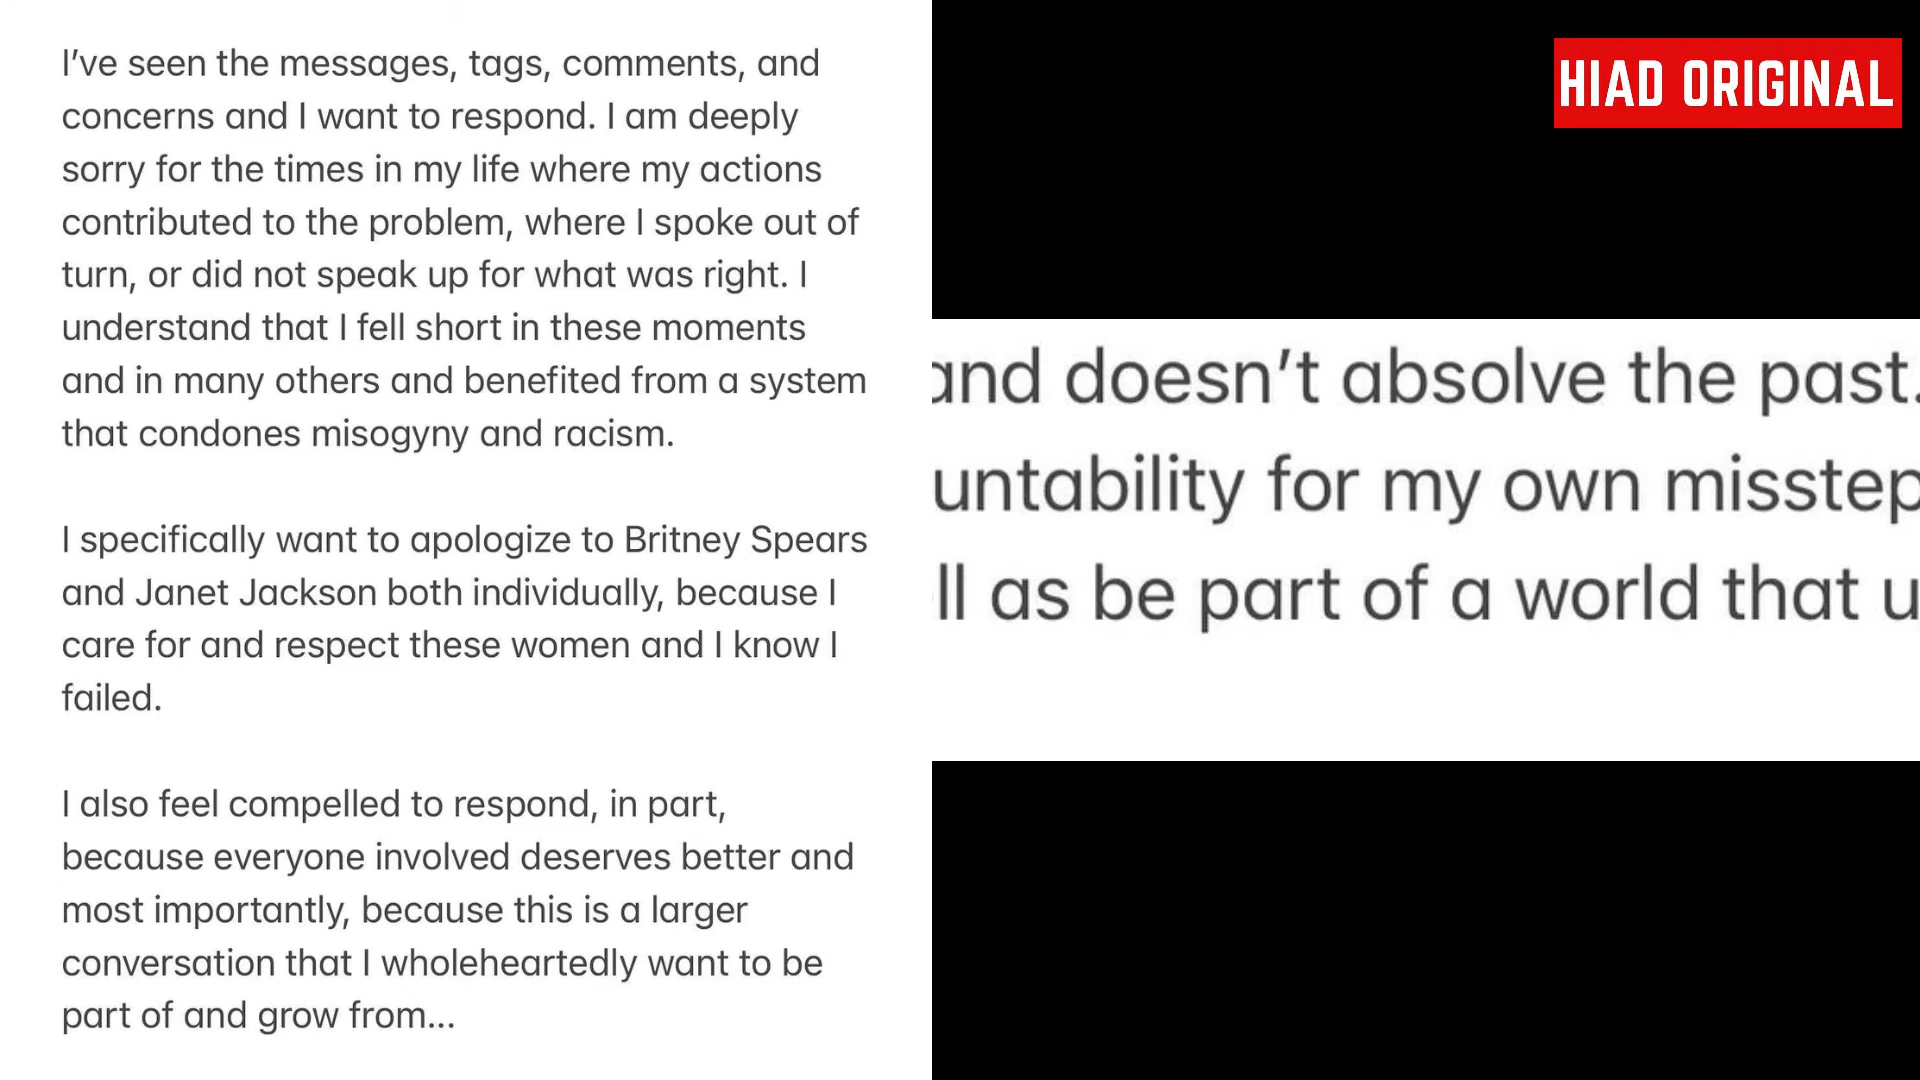 I’ve seen the messages, tags, comments, and
concerns and I want to respond. I am deeply
sorry for the times in my life where my actions
contributed to the problem, where I spoke out of
turn, or did not speak up for what was right. I
understand that I fell short in these moments
and in many others and benefited from a system
that condones misogyny and racism.
I specifically want to apologize to Britney Spears
and Janet Jackson both individually, because I
care for and respect these women and I know I
failed.
I also feel compelled to respond, in part,
because everyone involved deserves better and
most importantly, because this is a larger
conversation that I wholeheartedly want to be
part of and grow from...
HIAD ORIGINAL
and doesn’t absolve the past.
untability for my own misstep
ll as be part of a world that u